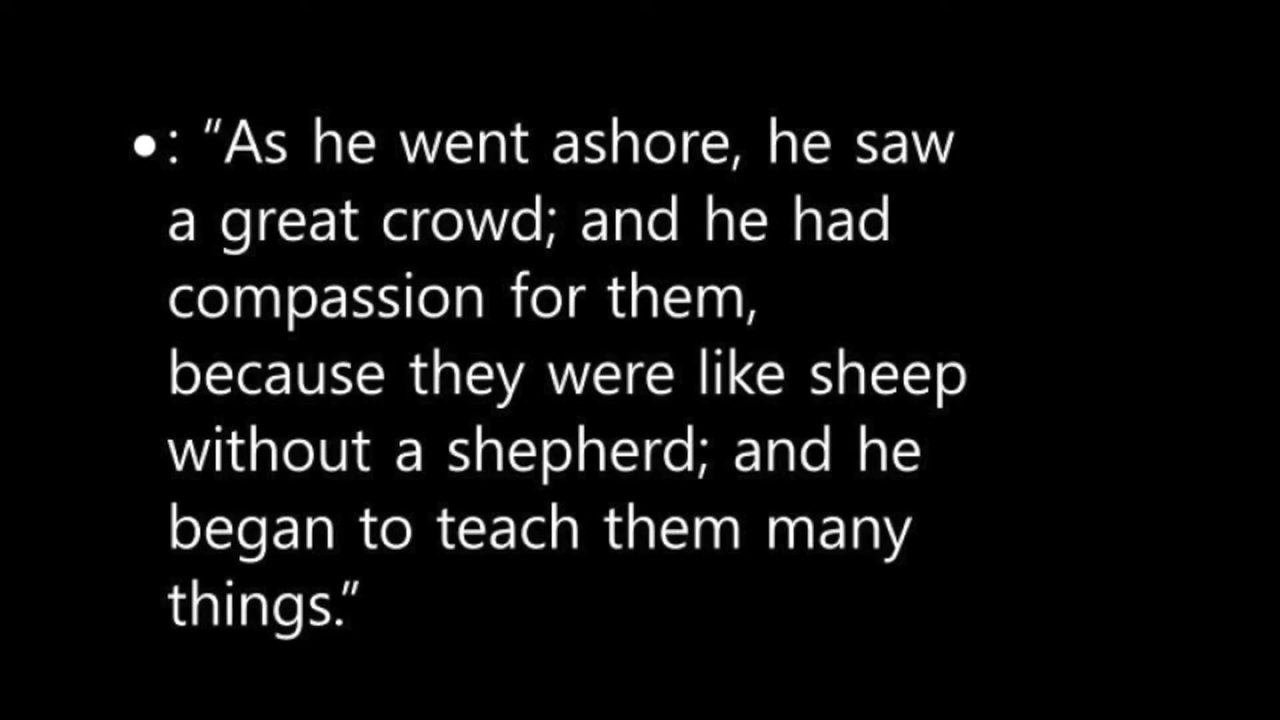 •: “As he went ashore, he saw
a great crowd; and he had
compassion for them,
because they were like sheep
without a shepherd; and he
began to teach them many
things.”